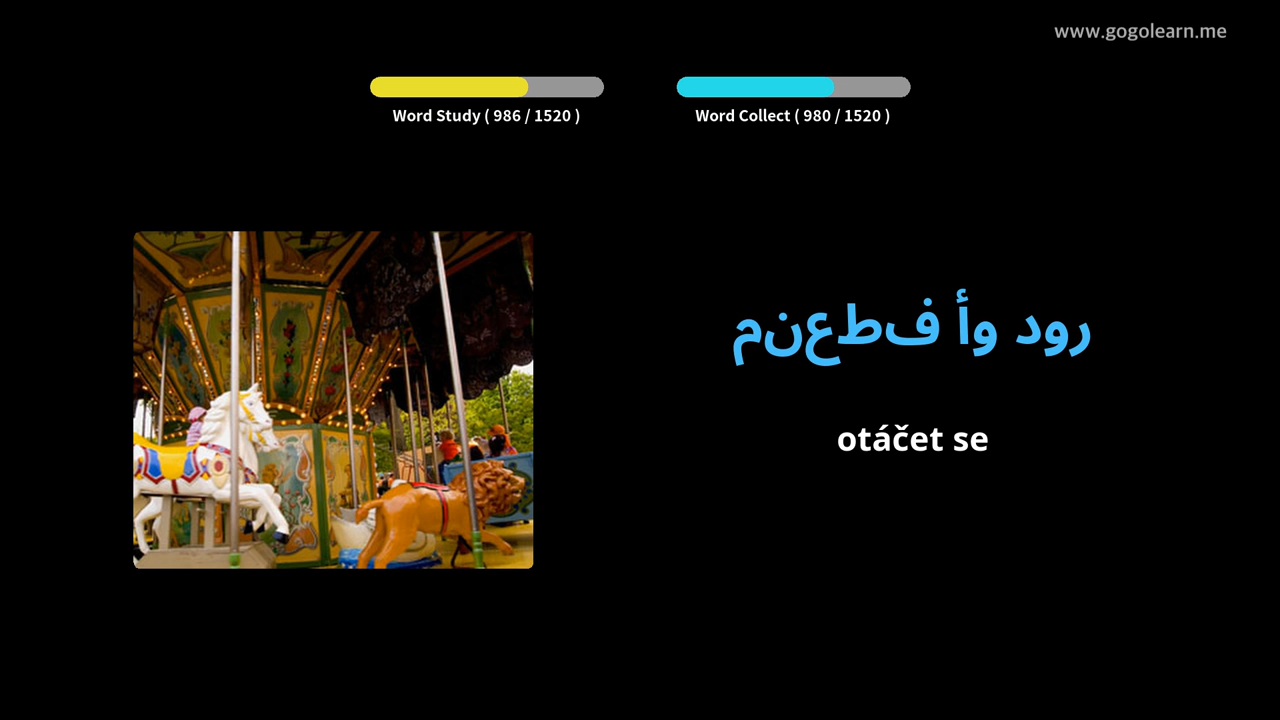 www.gogolearn.me
Word Study ( 986 / 1520 )
Word Collect ( 980 / 1520 )
رود وأ فطعنم
otáčet se